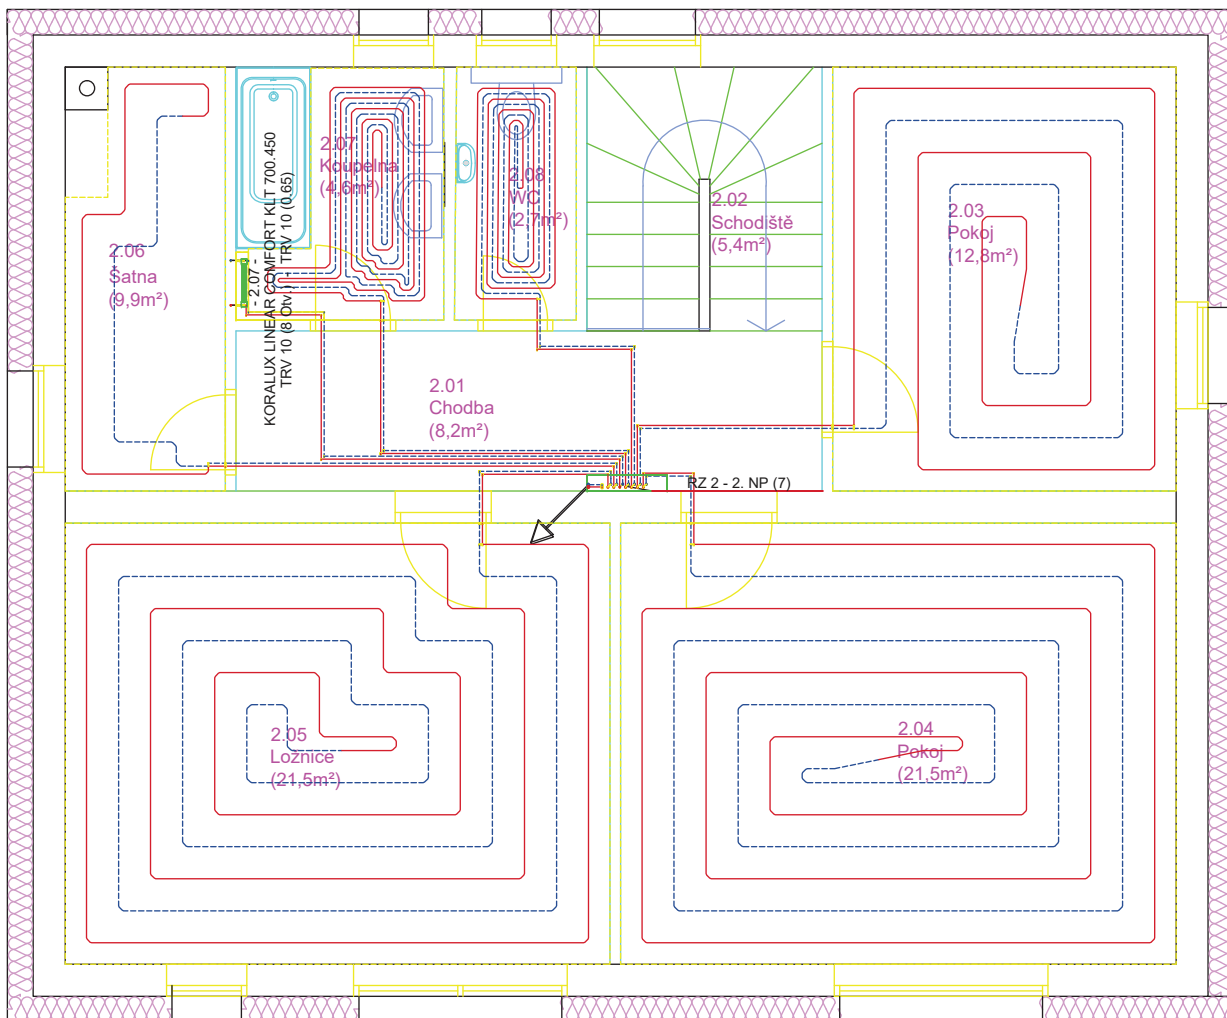 2.07
Koupelna
(4,6m²)
2.08
WC
(2,7m²)
2.02
Schodiště
(5,4m²)
2.03
Pokoj
(12,8m²)
2.06
Šatna
(9,9m²)
- 2.07 -
KORALUX LINEAR COMFORT KLT 700.450
TRV 10 (8 Otv.) - TRV 10 (0,65)
2.01
Chodba
(8,2m²)
RZ 2 - 2. NP (7)
2.05
Ložnice
(21,5m²)
2.04
Pokoj
(21,5m²)